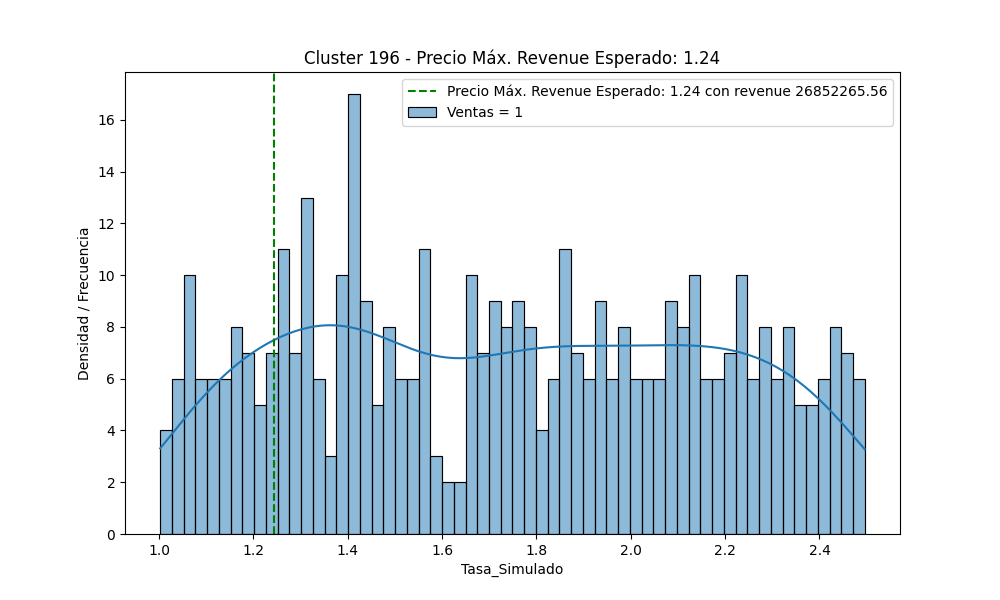 Cluster 196 - Precio Máx. Revenue Esperado: 1.24
Precio Máx. Revenue Esperado: 1.24 con revenue 26852265.56
Ventas = 1
Densidad / Frecuencia
16
14
12
10
8
6
4
2
0
1.0 1.2 1.4 1.6 1.8 2.0 2.2 2.4
Tasa_Simulado